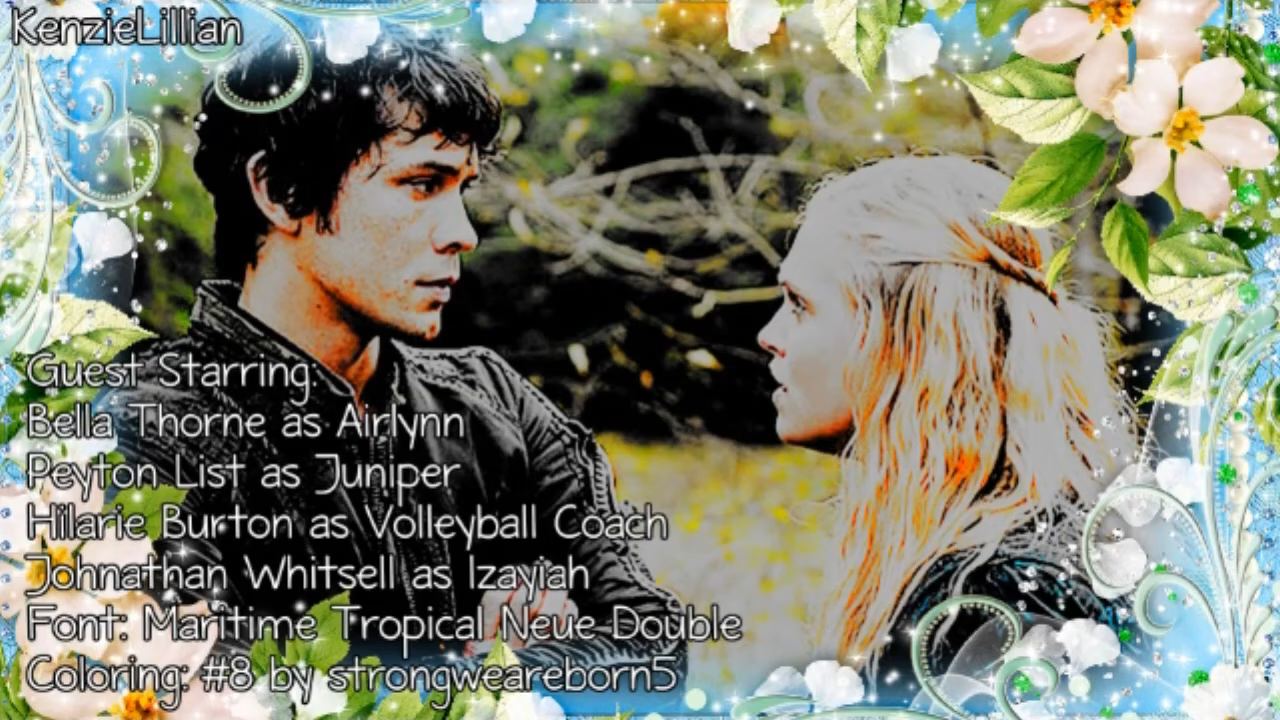 KenzieLillian
Guest Starring:
Bella Thorne as Airlynn
Peyton List as Juniper
Hilarie Burton as Volleyball Coach
Johnathan Whitsell as Izayiah
Font: Maritime Tropical Neue Double
Coloring: #8 by strongweareborn5